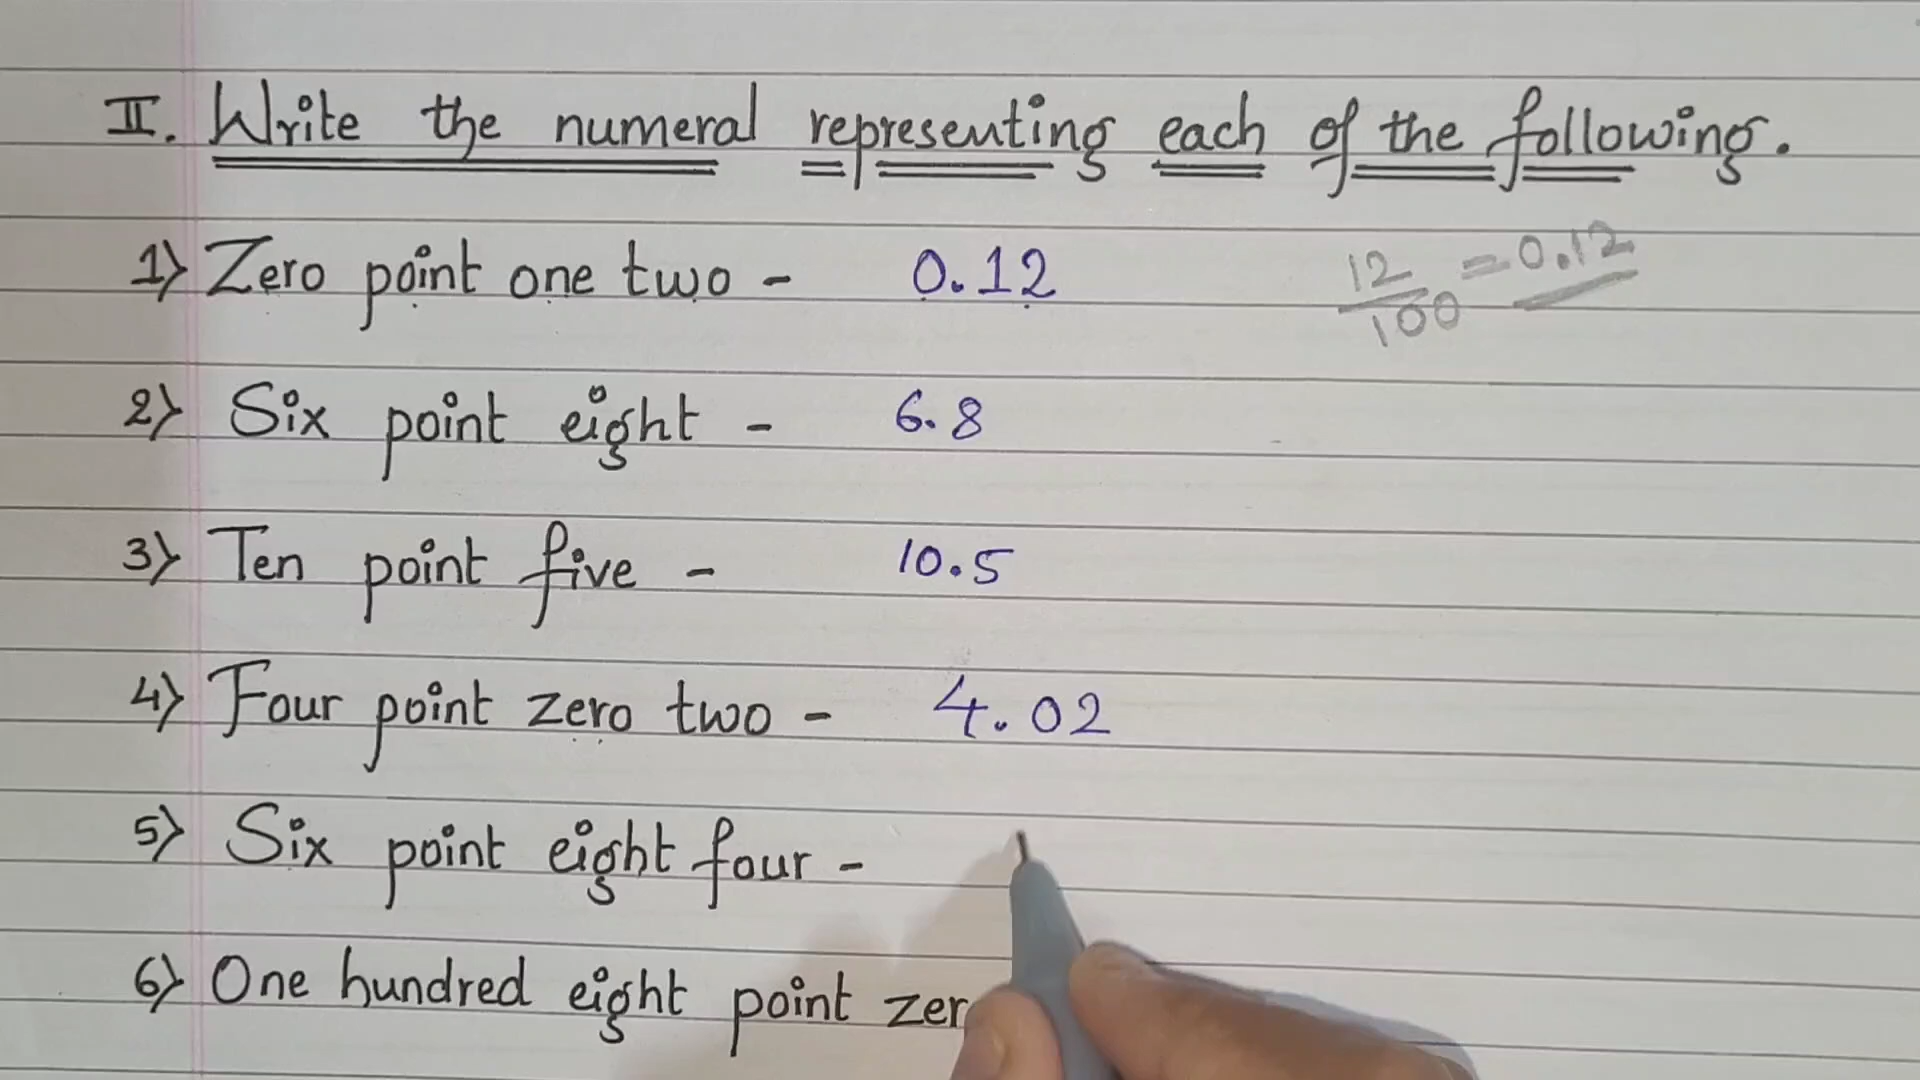 II. Write the numeral representing each of the following.
1) Zero point one two - 0.12
12/100 = 0.12
2) Six point eight - 6.8
3) Ten point five - 10.5
4) Four point zero two - 4.02
5) Six point eight four -
6) One hundred eight point